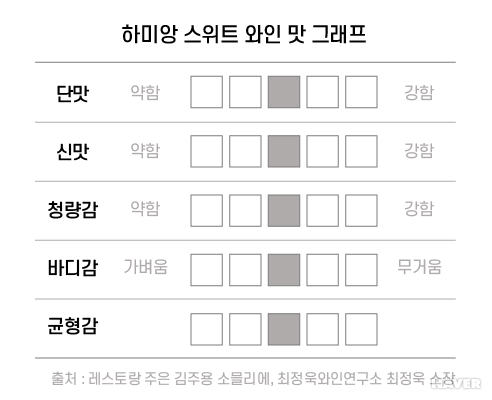 하미앙 스위트 와인 맛 그래프
단맛 약함 강함
신맛 약함 강함
청량감 약함 강함
바디감 가벼움 무거움
균형감
출처 : 레스토랑 주은 김주용 소믈리에, 최정욱와인연구소 최정욱 소장
NAVER